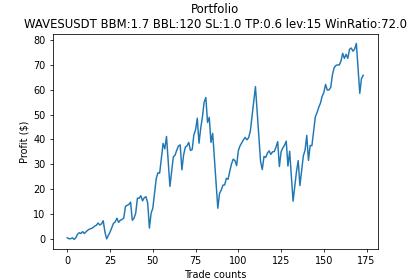 Portfolio
WAVESUSDT BBM:1.7 BBL:120 SL:1.0 TP:0.6 lev:15 WinRatio:72.0
80
70
60
50
40
30
20
10
0
Profit ($)
0 25 50 75 100 125 150 175
Trade counts